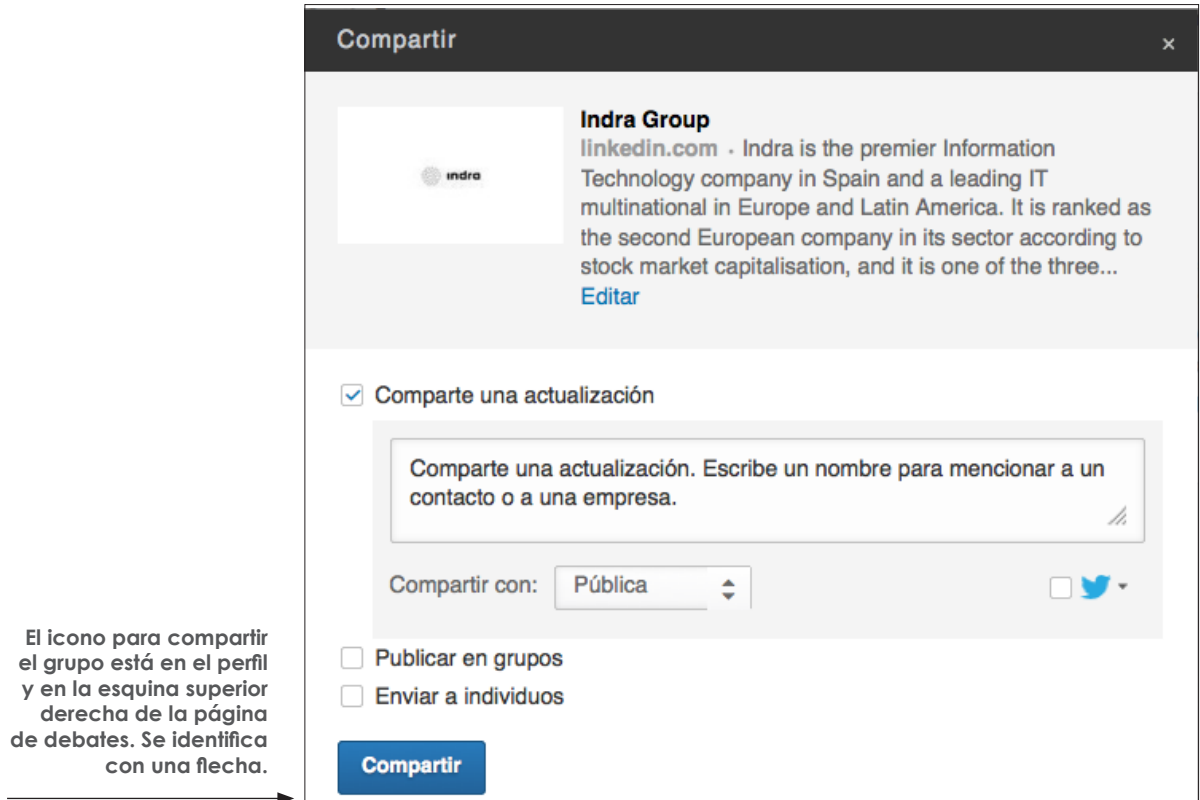 Compartir
×
indra
Indra Group
linkedin.com · Indra is the premier Information
Technology company in Spain and a leading IT
multinational in Europe and Latin America. It is ranked as
the second European company in its sector according to
stock market capitalisation, and it is one of the three...
Editar
Comparte una actualización
Comparte una actualización. Escribe un nombre para mencionar a un
contacto o a una empresa.
Compartir con:
Pública
Publicar en grupos
Enviar a individuos
Compartir
El icono para compartir
el grupo está en el perfil
y en la esquina superior
derecha de la página
de debates. Se identifica
con una flecha.